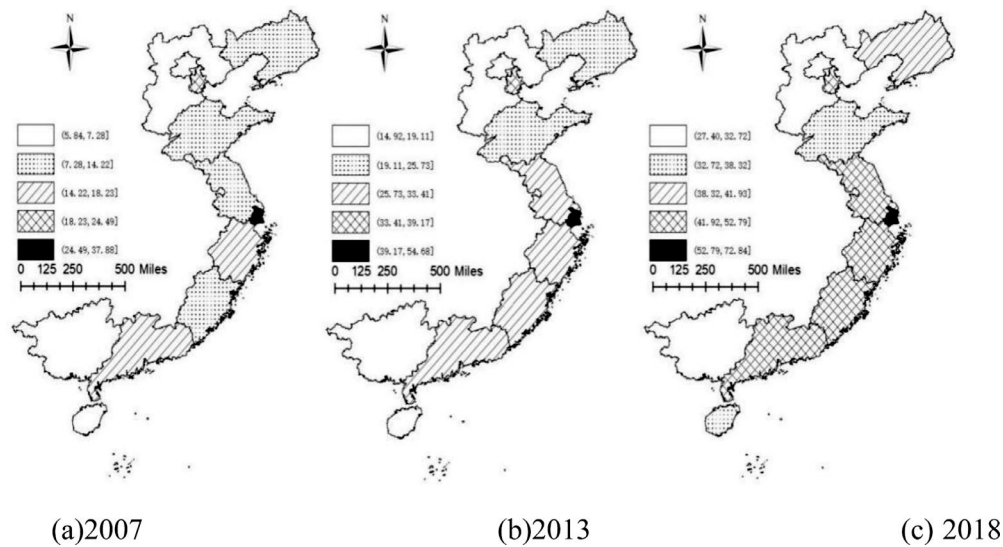 N
(5.84,7.28]
(7.28,14.22]
(14.22,18.23]
(18.23,24.49]
(24.49,37.88]
0 125 250 500 Miles
(a)2007
N
(14.92,19.11]
(19.11,25.73]
(25.73,33.41]
(33.41,39.17]
(39.17,54.68]
0 125 250 500 Miles
(b)2013
N
(27.40,32.72]
(32.72,38.32]
(38.32,41.93]
(41.92,52.79]
(52.79,72.84]
0 125 250 500 Miles
(c) 2018